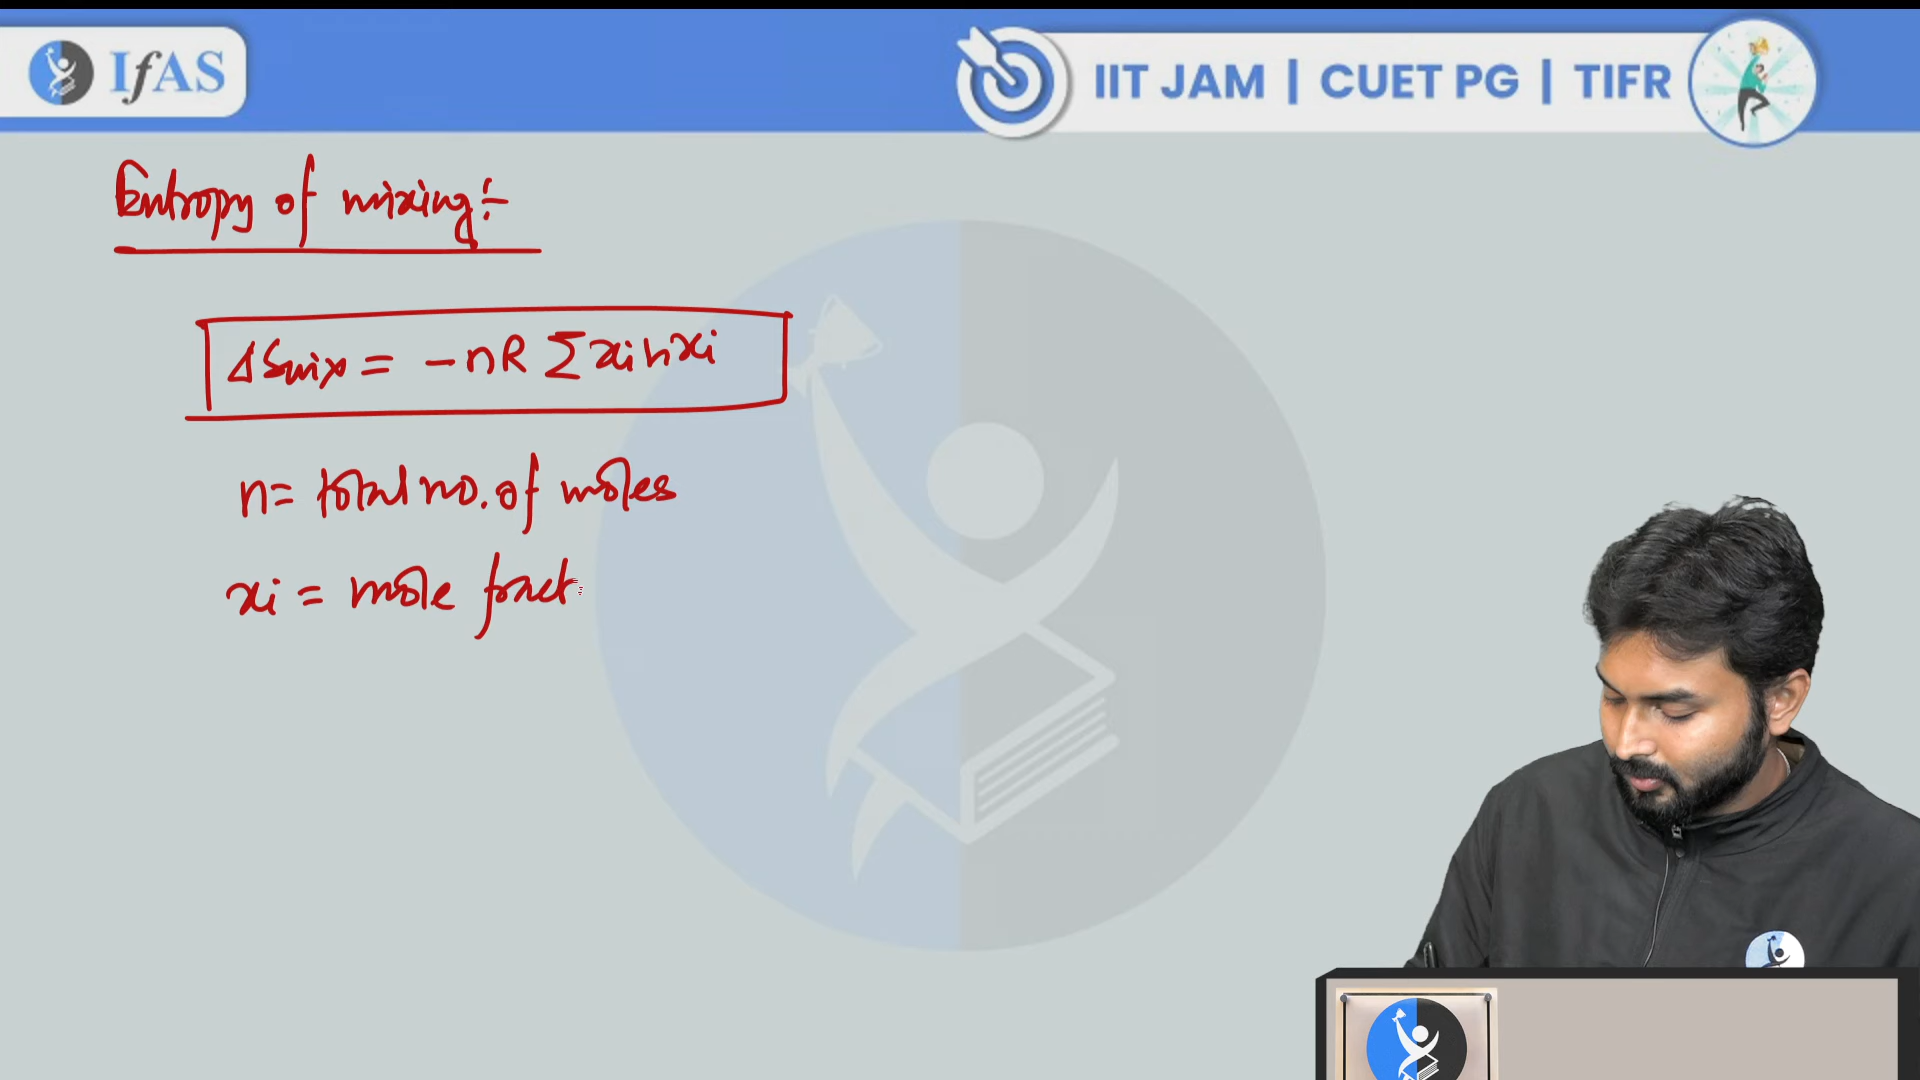 IfAS
IIT JAM | CUET PG | TIFR
Entropy of mixing :-
ΔSmix = -nR Σ xi ln xi
n = total no. of moles
xi = mole fract